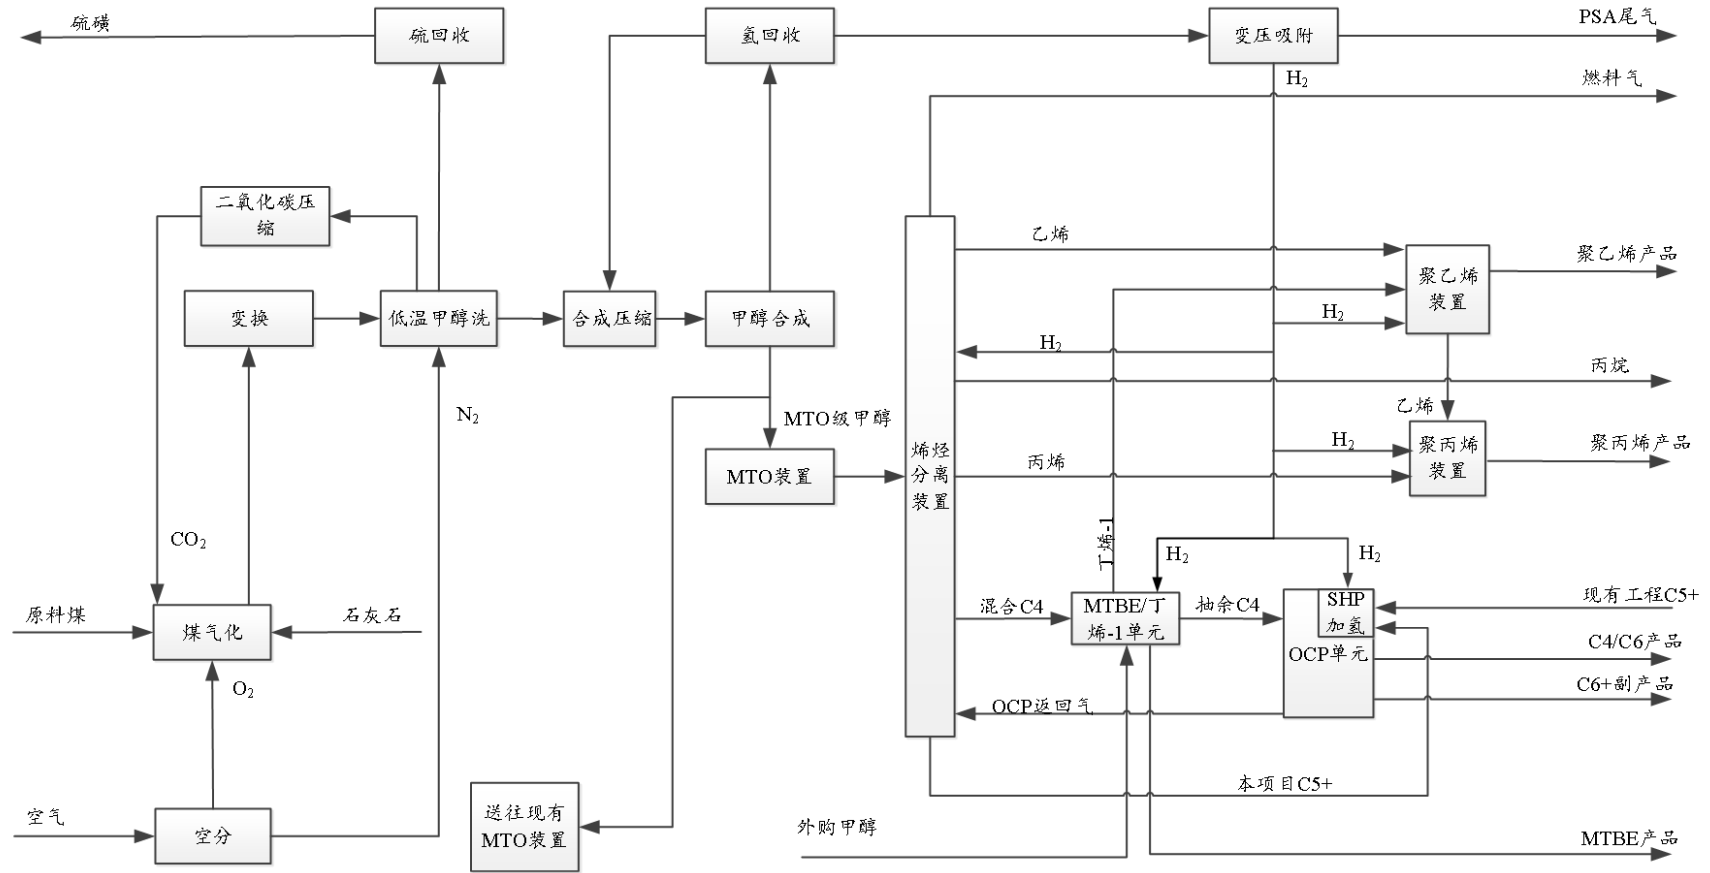 硫磺
硫回收
氢回收
变压吸附
PSA尾气
H₂
燃料气
二氧化碳压
缩
乙烯
聚乙烯
装置
聚乙烯产品
变换
低温甲醇洗
合成压缩
甲醇合成
H₂
H₂
丙烷
N₂
MTO级甲醇
乙烯
MTO装置
烯烃
分离
装置
丙烯
H₂
聚丙烯
装置
聚丙烯产品
CO₂
丁烯-1
H₂
H₂
原料煤
煤气化
石灰石
混合C4
MTBE/丁
烯-1单元
抽余C4
SHP
加氢
OCP单元
现有工程C5+
C4/C6产品
C6+副产品
O₂
OCP返回气
本项目C5+
空气
空分
送往现有
MTO装置
外购甲醇
MTBE产品